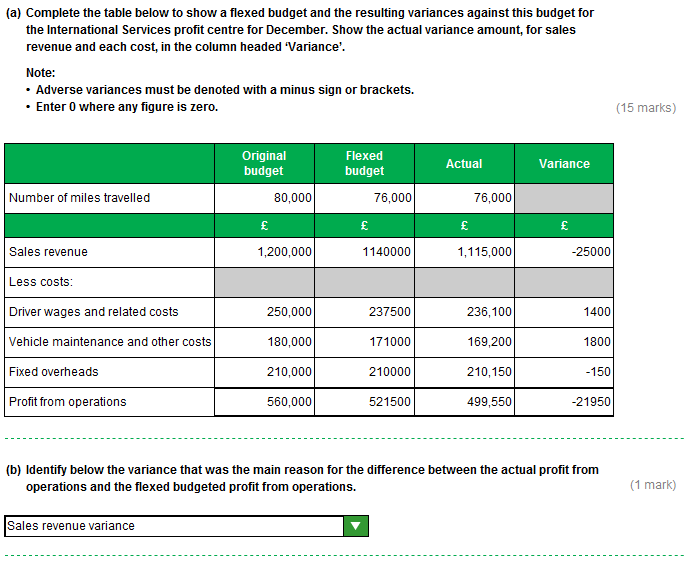 (a) Complete the table below to show a flexed budget and the resulting variances against this budget for
the International Services profit centre for December. Show the actual variance amount, for sales
revenue and each cost, in the column headed ‘Variance’.
Note:
• Adverse variances must be denoted with a minus sign or brackets.
• Enter 0 where any figure is zero.
(15 marks)
Original budget Flexed budget Actual Variance
Number of miles travelled 80,000 76,000 76,000
£ £ £ £
Sales revenue 1,200,000 1140000 1,115,000 -25000
Less costs:
Driver wages and related costs 250,000 237500 236,100 1400
Vehicle maintenance and other costs 180,000 171000 169,200 1800
Fixed overheads 210,000 210000 210,150 -150
Profit from operations 560,000 521500 499,550 -21950
(b) Identify below the variance that was the main reason for the difference between the actual profit from
operations and the flexed budgeted profit from operations.
(1 mark)
Sales revenue variance